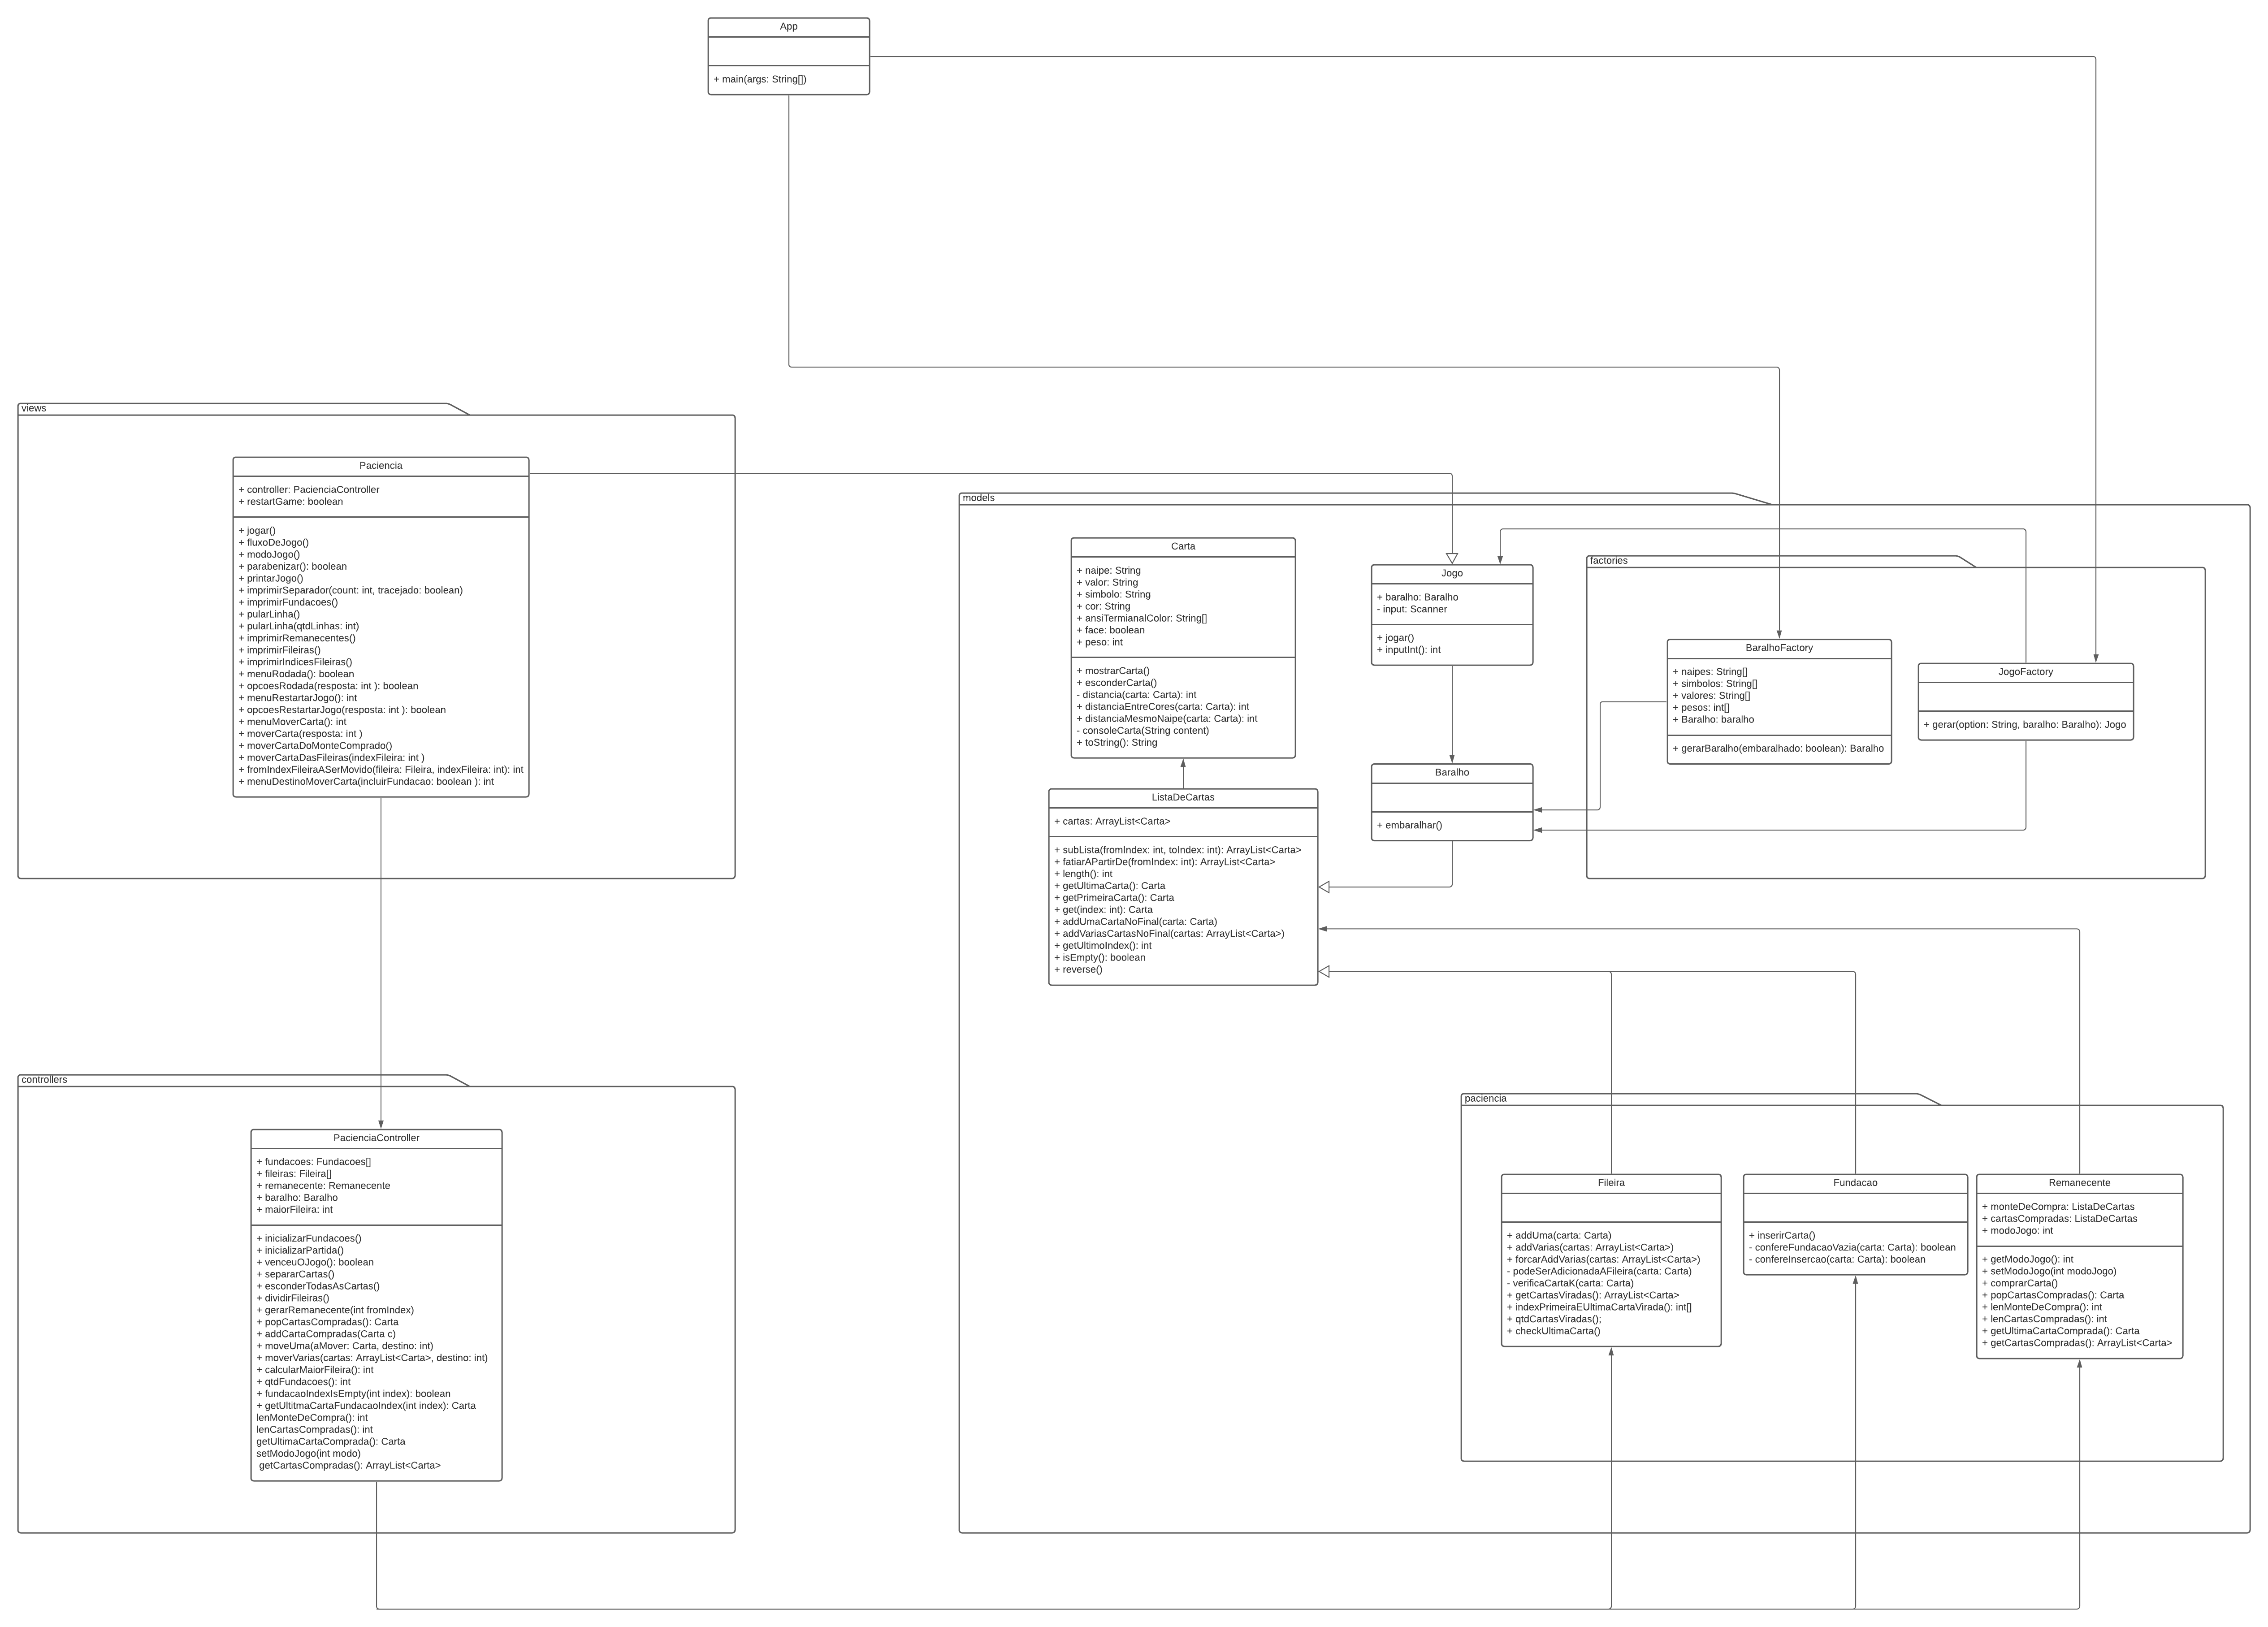 App
+ main(args: String[])
views
Paciencia
+ controller: PacienciaController
+ restartGame: boolean
+ jogar()
+ fluxoDeJogo()
+ modoJogo()
+ parabenizar(): boolean
+ printarJogo()
+ imprimirSeparador(count: int, tracejado: boolean)
+ imprimirFundacoes()
+ pularLinha()
+ pularLinha(qtdLinhas: int)
+ imprimirRemanecentes()
+ imprimirFileiras()
+ imprimirIndicesFileiras()
+ menuRodada(): boolean
+ opcoesRodada(resposta: int ): boolean
+ menuRestartarJogo(): int
+ opcoesRestartarJogo(resposta: int ): boolean
+ menuMoverCarta(): int
+ moverCarta(resposta: int )
+ moverCartaDoMonteComprado()
+ moverCartaDasFileiras(indexFileira: int )
+ fromIndexFileiraASerMovido(fileira: Fileira, indexFileira: int): int
+ menuDestinoMoverCarta(incluirFundacao: boolean ): int
models
Carta
+ naipe: String
+ valor: String
+ simbolo: String
+ cor: String
+ ansiTermianalColor: String[]
+ face: boolean
+ peso: int
+ mostrarCarta()
+ esconderCarta()
- distancia(carta: Carta): int
+ distanciaEntreCores(carta: Carta): int
+ distanciaMesmoNaipe(carta: Carta): int
- consoleCarta(String content)
+ toString(): String
Jogo
+ baralho: Baralho
- input: Scanner
+ jogar()
+ inputInt(): int
factories
BaralhoFactory
+ naipes: String[]
+ simbolos: String[]
+ valores: String[]
+ pesos: int[]
+ Baralho: baralho
+ gerarBaralho(embaralhado: boolean): Baralho
JogoFactory
+ gerar(option: String, baralho: Baralho): Jogo
Baralho
+ embaralhar()
ListaDeCartas
+ cartas: ArrayList<Carta>
+ subLista(fromIndex: int, toIndex: int): ArrayList<Carta>
+ fatiarAPartirDe(fromIndex: int): ArrayList<Carta>
+ length(): int
+ getUltimaCarta(): Carta
+ getPrimeiraCarta(): Carta
+ get(index: int): Carta
+ addUmaCartaNoFinal(carta: Carta)
+ addVariasCartasNoFinal(cartas: ArrayList<Carta>)
+ getUltimoIndex(): int
+ isEmpty(): boolean
+ reverse()
controllers
PacienciaController
+ fundacoes: Fundacoes[]
+ fileiras: Fileira[]
+ remanecente: Remanecente
+ baralho: Baralho
+ maiorFileira: int
+ inicializarFundacoes()
+ inicializarPartida()
+ venceuOJogo(): boolean
+ separarCartas()
+ esconderTodasAsCartas()
+ dividirFileiras()
+ gerarRemanecente(int fromIndex)
+ popCartasCompradas(): Carta
+ addCartaCompradas(Carta c)
+ moveUma(aMover: Carta, destino: int)
+ moverVarias(cartas: ArrayList<Carta>, destino: int)
+ calcularMaiorFileira(): int
+ qtdFundacoes(): int
+ fundacaoIndexIsEmpty(int index): boolean
+ getUltitmaCartaFundacaoIndex(int index): Carta
lenMonteDeCompra(): int
lenCartasCompradas(): int
getUltimaCartaComprada(): Carta
setModoJogo(int modo)
getCartasCompradas(): ArrayList<Carta>
paciencia
Fileira
+ addUma(carta: Carta)
+ addVarias(cartas: ArrayList<Carta>)
+ forcarAddVarias(cartas: ArrayList<Carta>)
- podeSerAdicionadaAFileira(carta: Carta)
- verificaCartaK(carta: Carta)
+ getCartasViradas(): ArrayList<Carta>
+ indexPrimeiraEUltimaCartaVirada(): int[]
+ qtdCartasViradas();
+ checkUltimaCarta()
Fundacao
+ inserirCarta()
- confereFundacaoVazia(carta: Carta): boolean
- confereInsercao(carta: Carta): boolean
Remanecente
+ monteDeCompra: ListaDeCartas
+ cartasCompradas: ListaDeCartas
+ modoJogo: int
+ getModoJogo(): int
+ setModoJogo(int modoJogo)
+ comprarCarta()
+ popCartasCompradas(): Carta
+ lenMonteDeCompra(): int
+ lenCartasCompradas(): int
+ getUltimaCartaComprada(): Carta
+ getCartasCompradas(): ArrayList<Carta>